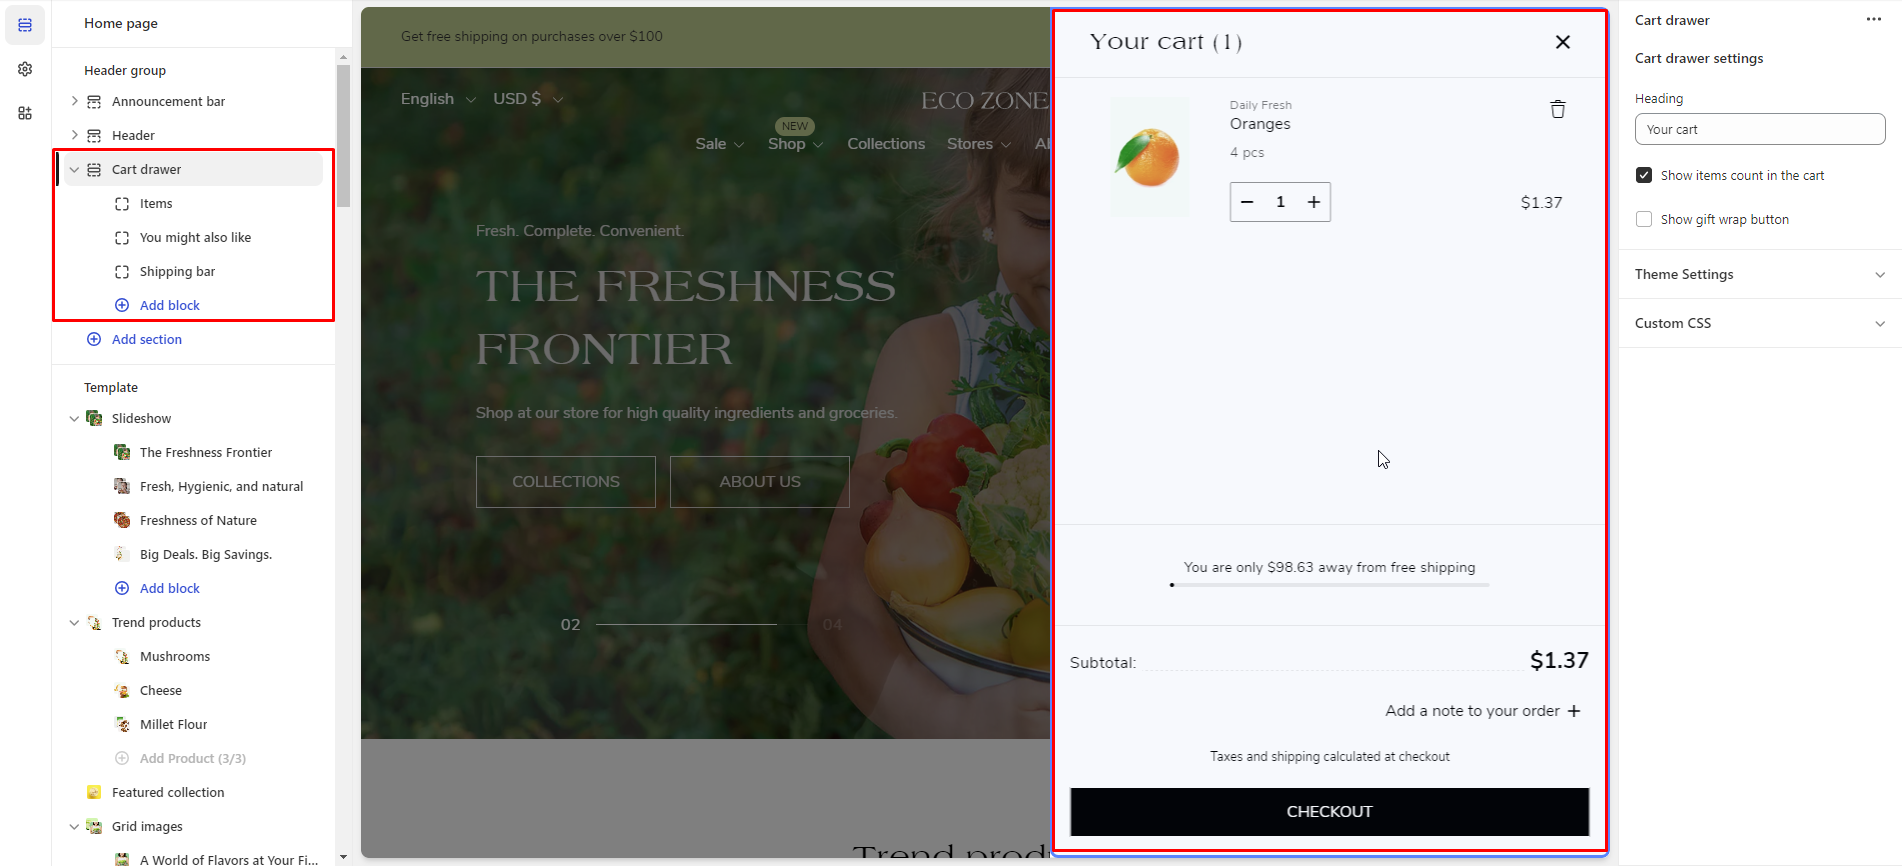 Home page
Header group
Announcement bar
Header
Cart drawer
Items
You might also like
Shipping bar
Add block
Add section
Template
Slideshow
The Freshness Frontier
Fresh, Hygienic, and natural
Freshness of Nature
Big Deals. Big Savings.
Add block
Trend products
Mushrooms
Cheese
Millet Flour
Add Product (3/3)
Featured collection
Grid images
A World of Flavors at Your Fi...
Get free shipping on purchases over $100
English USD $
ECO ZONE
NEW
Sale Shop Collections Stores
Fresh. Complete. Convenient.
THE FRESHNESS
FRONTIER
Shop at our store for high quality ingredients and groceries.
COLLECTIONS ABOUT US
02 04
Your cart (1)
Daily Fresh
Oranges
4 pcs
1 $1.37
You are only $98.63 away from free shipping
Subtotal: $1.37
Add a note to your order
Taxes and shipping calculated at checkout
CHECKOUT
Cart drawer
Cart drawer settings
Heading
Your cart
Show items count in the cart
Show gift wrap button
Theme Settings
Custom CSS